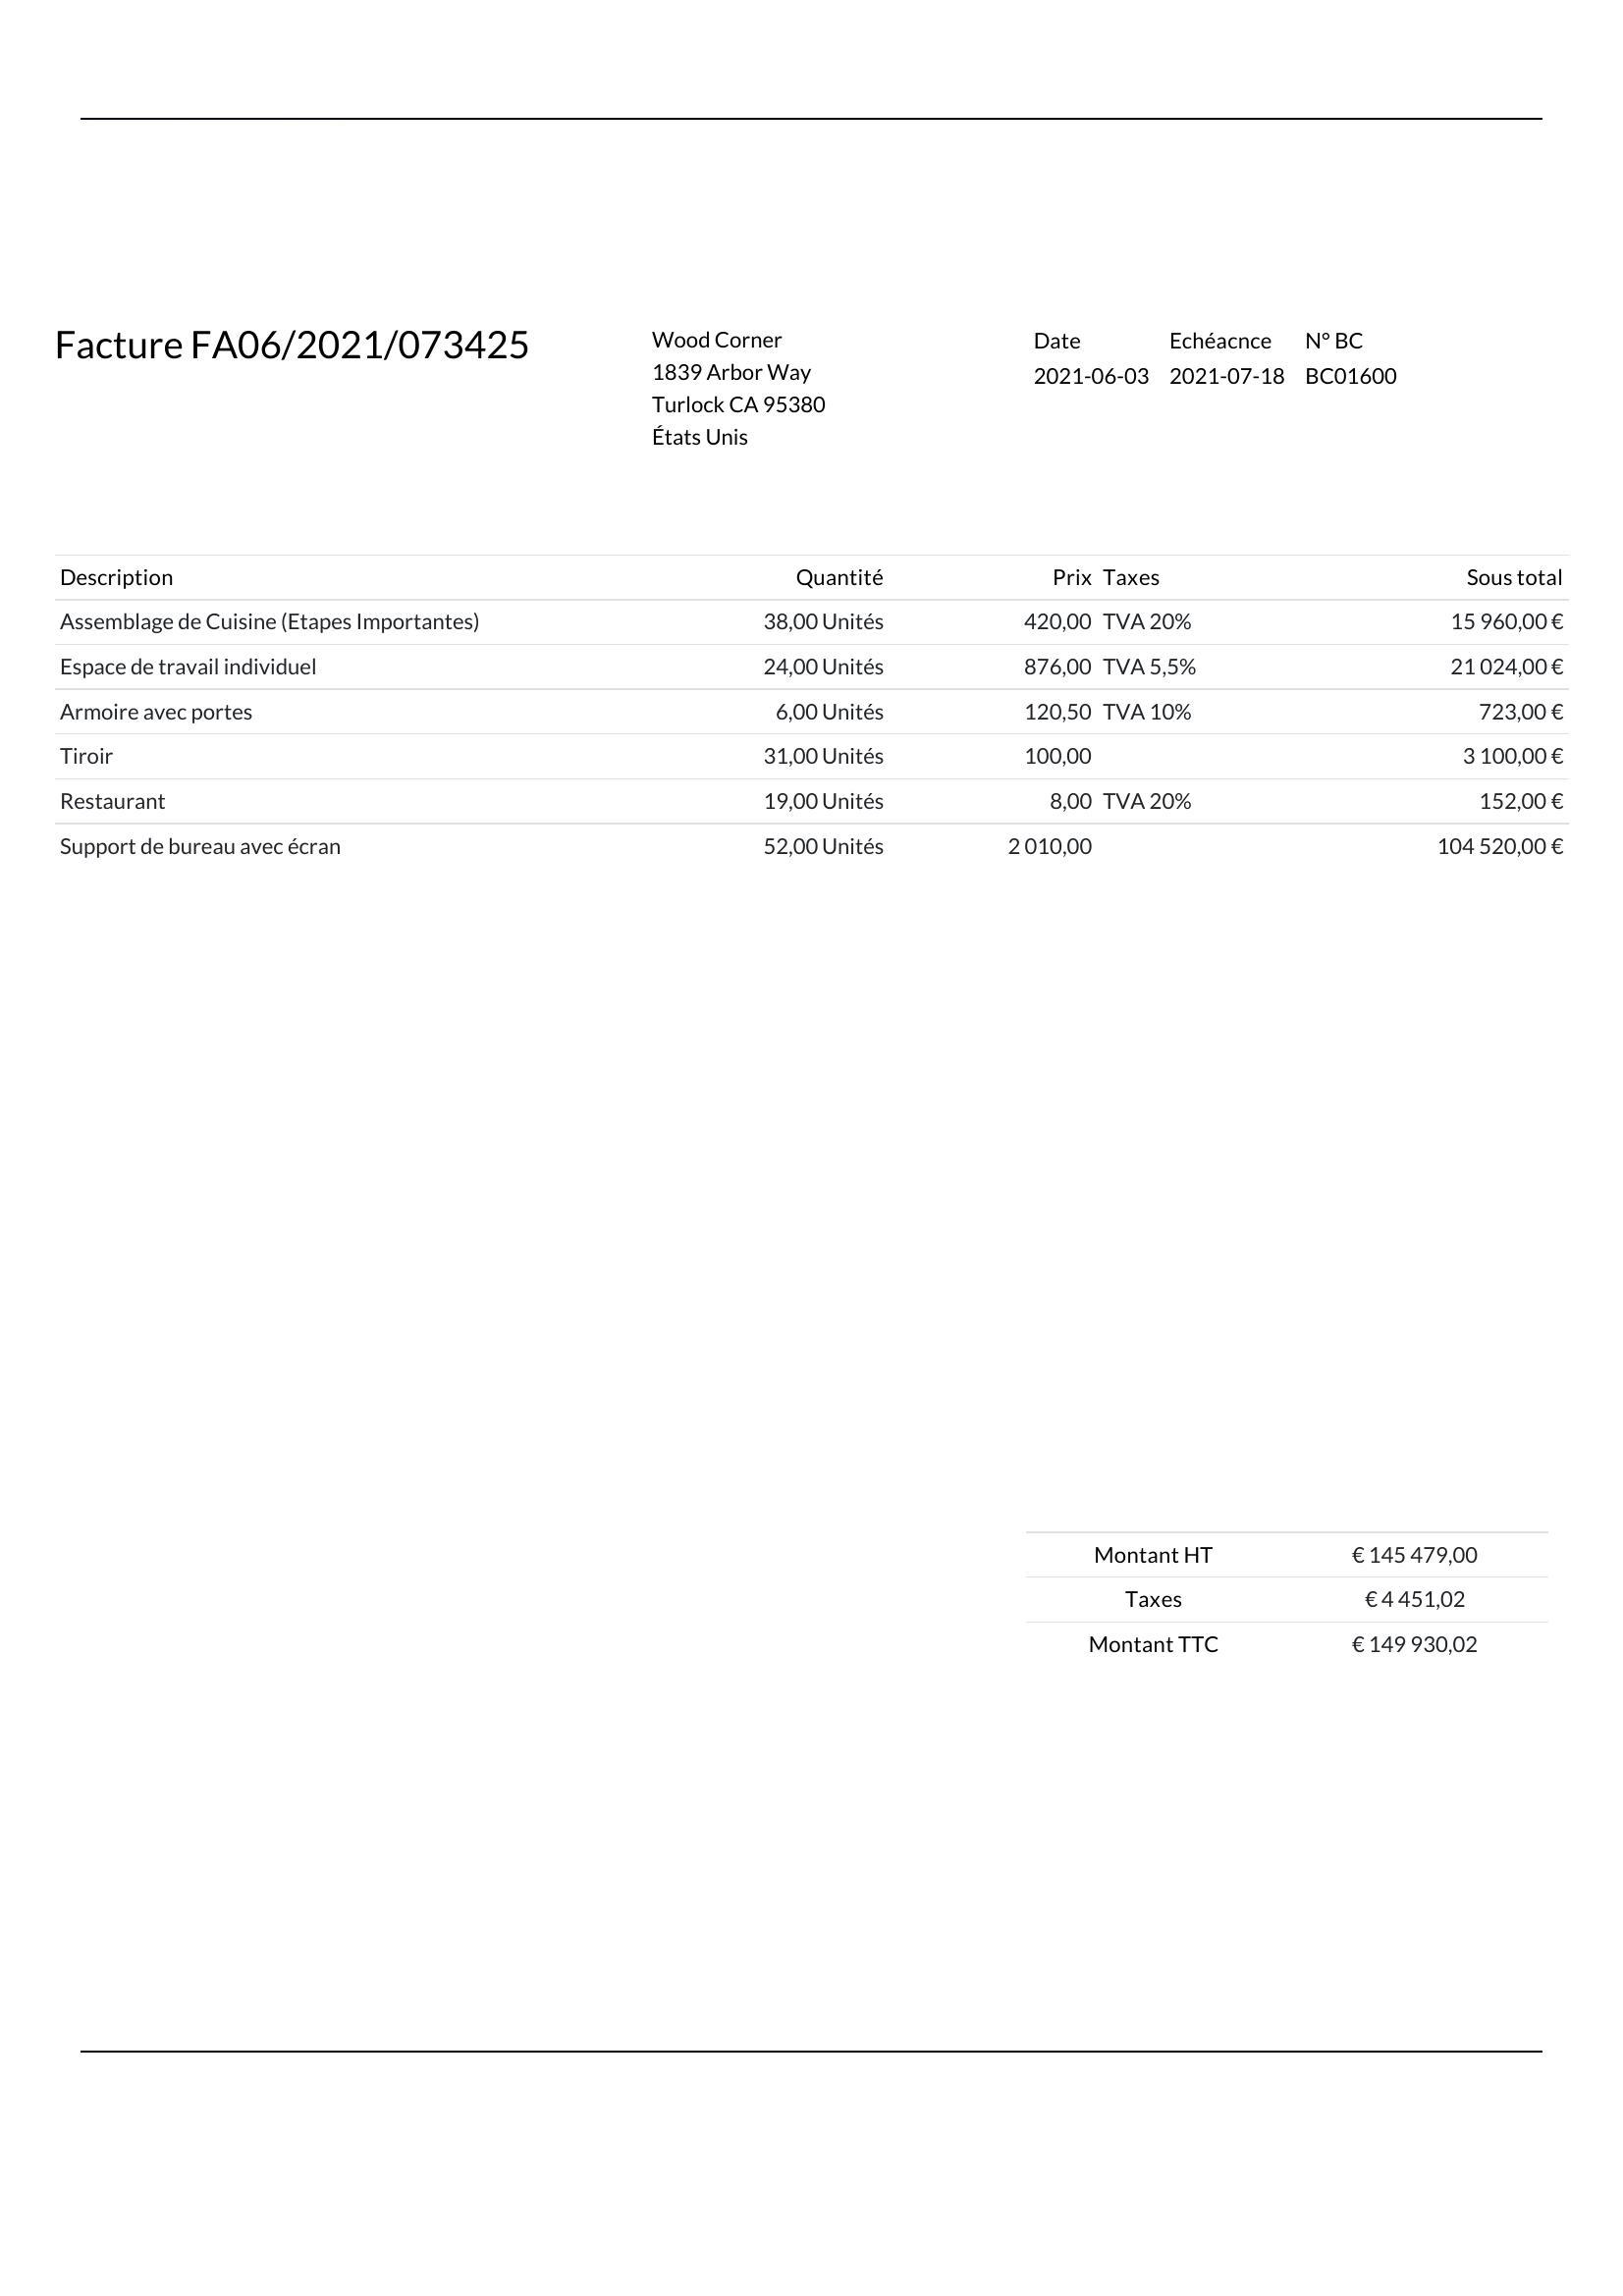 Facture FA06/2021/073425
Wood Corner
1839 Arbor Way
Turlock CA 95380
États Unis
Date Echéacnce N° BC
2021-06-03 2021-07-18 BC01600
Description Quantité Prix Taxes Sous total
Assemblage de Cuisine (Etapes Importantes) 38,00 Unités 420,00 TVA 20% 15 960,00 €
Espace de travail individuel 24,00 Unités 876,00 TVA 5,5% 21 024,00 €
Armoire avec portes 6,00 Unités 120,50 TVA 10% 723,00 €
Tiroir 31,00 Unités 100,00 3 100,00 €
Restaurant 19,00 Unités 8,00 TVA 20% 152,00 €
Support de bureau avec écran 52,00 Unités 2 010,00 104 520,00 €
Montant HT € 145 479,00
Taxes € 4 451,02
Montant TTC € 149 930,02